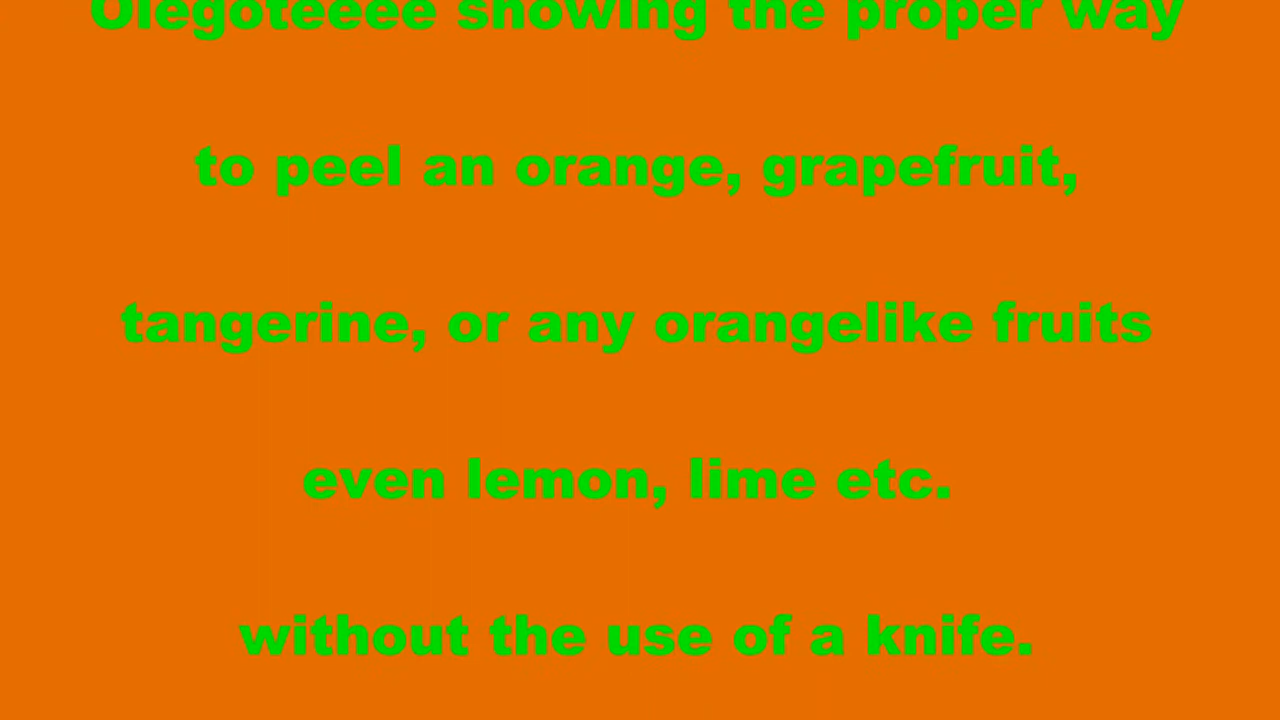 Olegoteeee showing the proper way
to peel an orange, grapefruit,
tangerine, or any orangelike fruits
even lemon, lime etc.
without the use of a knife.